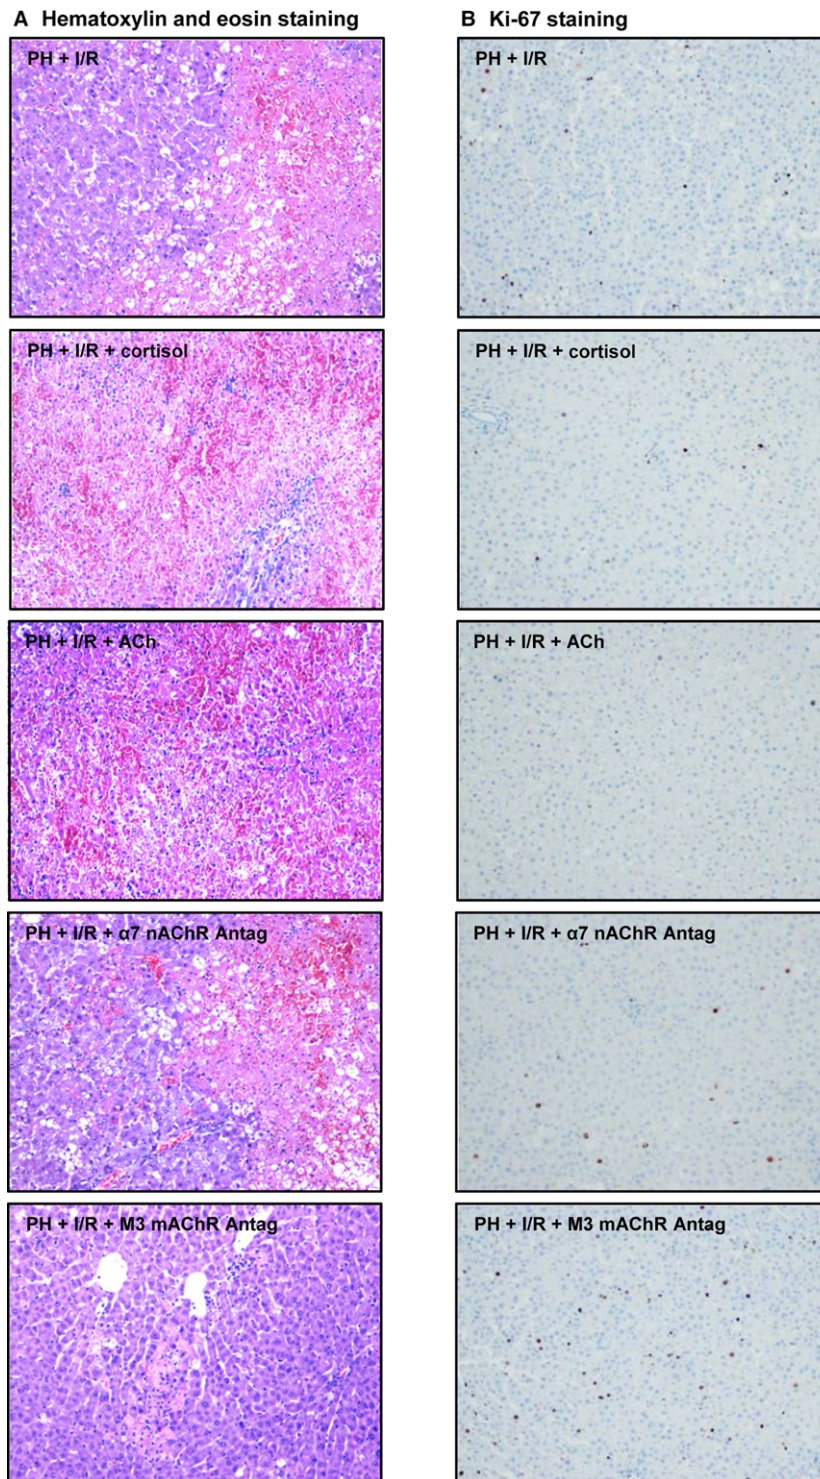 A Hematoxylin and eosin staining
B Ki-67 staining
PH + I/R
PH + I/R
PH + I/R + cortisol
PH + I/R + cortisol
PH + I/R + ACh
PH + I/R + ACh
PH + I/R + α7 nAChR Antag
PH + I/R + α7 nAChR Antag
PH + I/R + M3 mAChR Antag
PH + I/R + M3 mAChR Antag